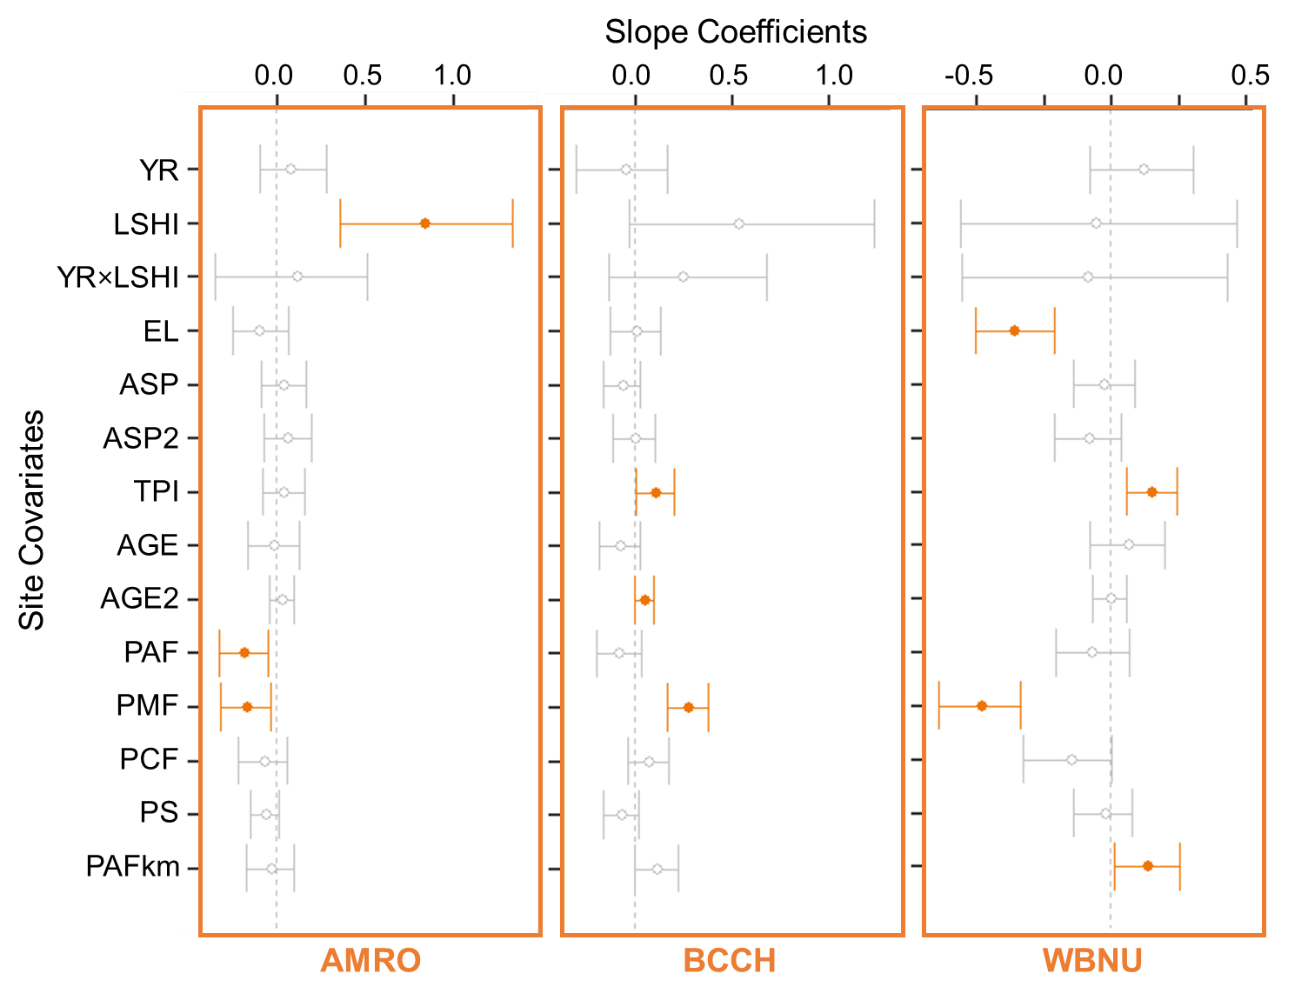 Slope Coefficients
0.0 0.5 1.0 0.0 0.5 1.0 -0.5 0.0 0.5
Site Covariates
YR
LSHI
YR×LSHI
EL
ASP
ASP2
TPI
AGE
AGE2
PAF
PMF
PCF
PS
PAFkm
AMRO BCCH WBNU